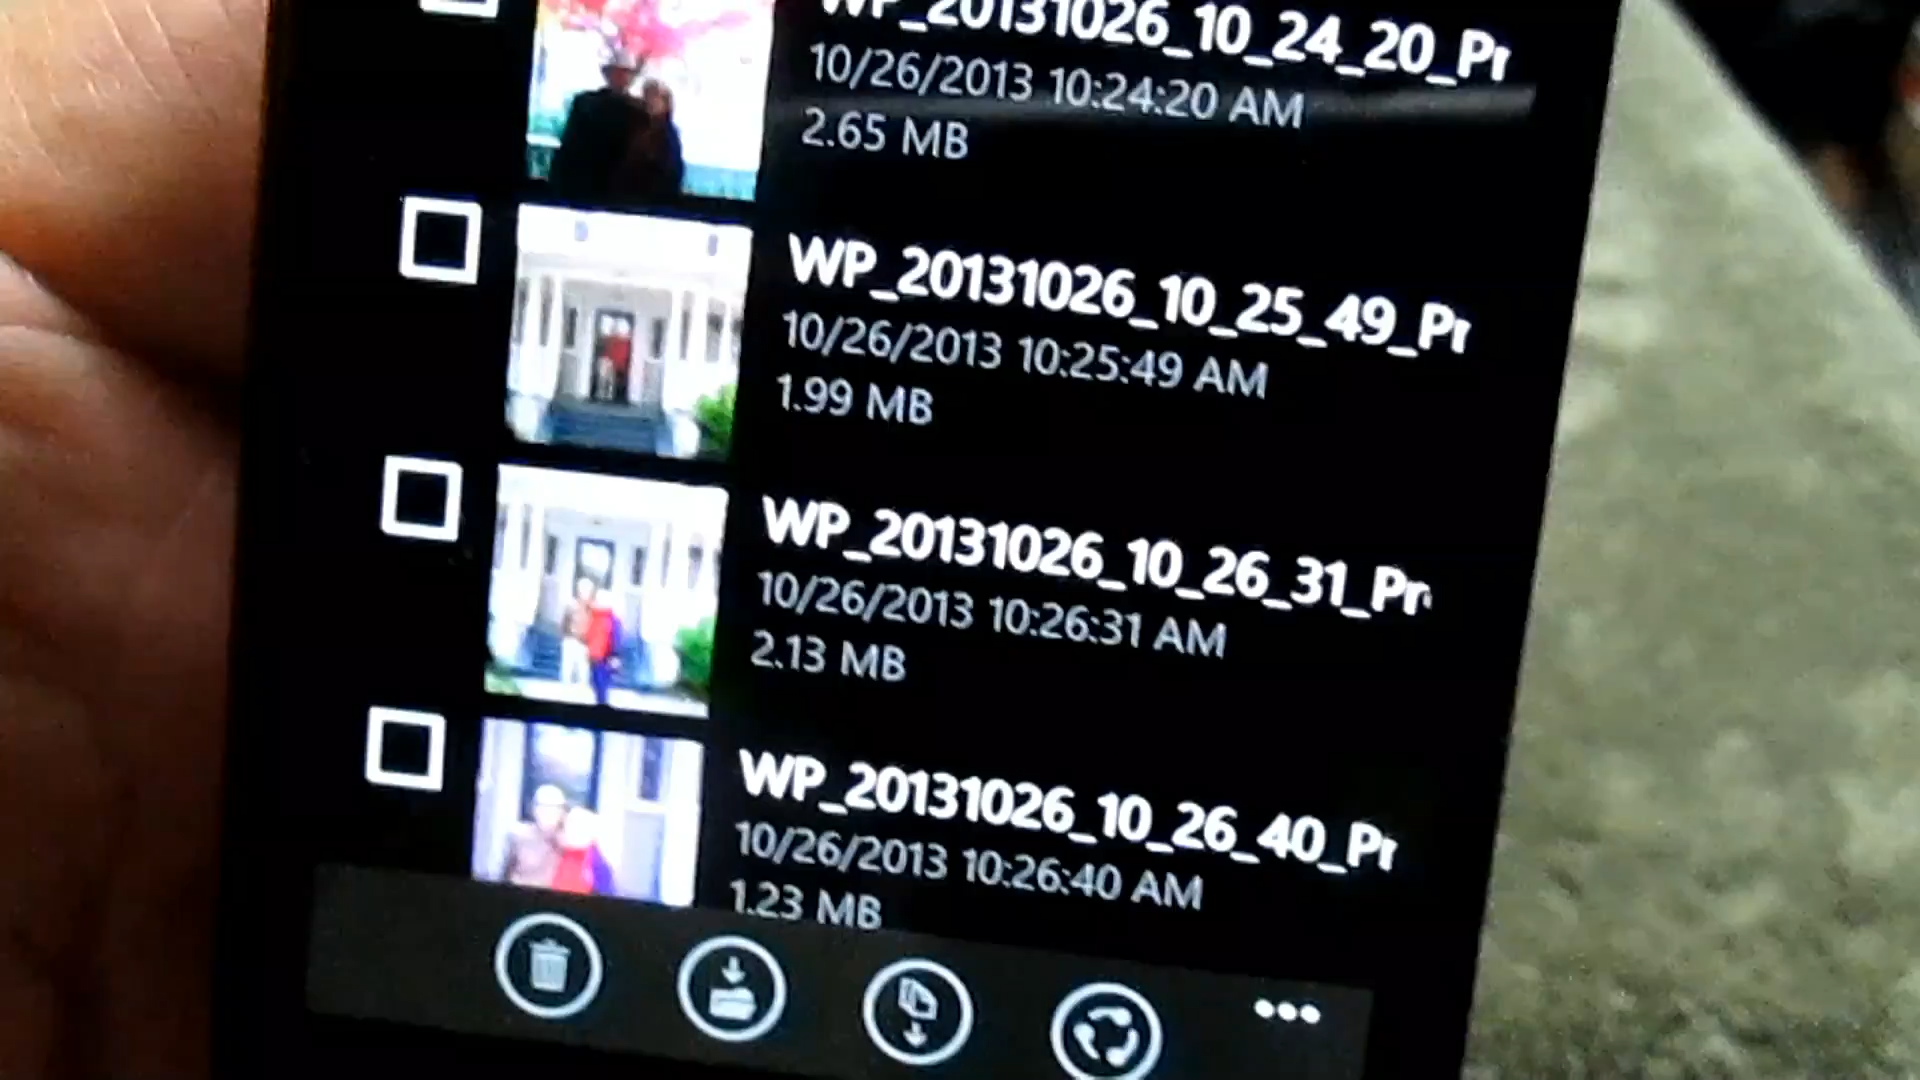 WP_20131026_10_24_20_Pr
10/26/2013 10:24:20 AM
2.65 MB
WP_20131026_10_25_49_Pr
10/26/2013 10:25:49 AM
1.99 MB
WP_20131026_10_26_31_Pr
10/26/2013 10:26:31 AM
2.13 MB
WP_20131026_10_26_40_Pr
10/26/2013 10:26:40 AM
1.23 MB